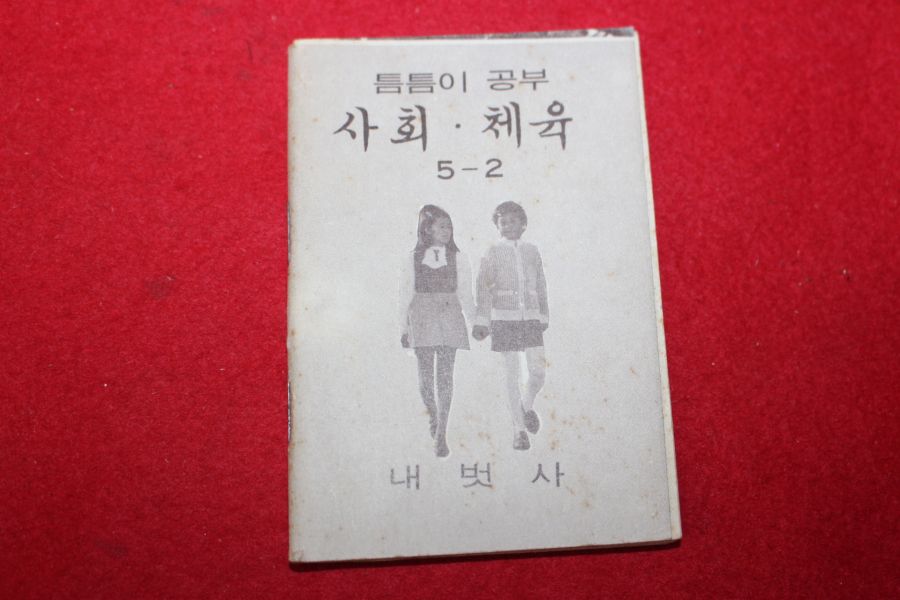 틈틈이 공부
사회 · 체육
5-2
내 벗 사